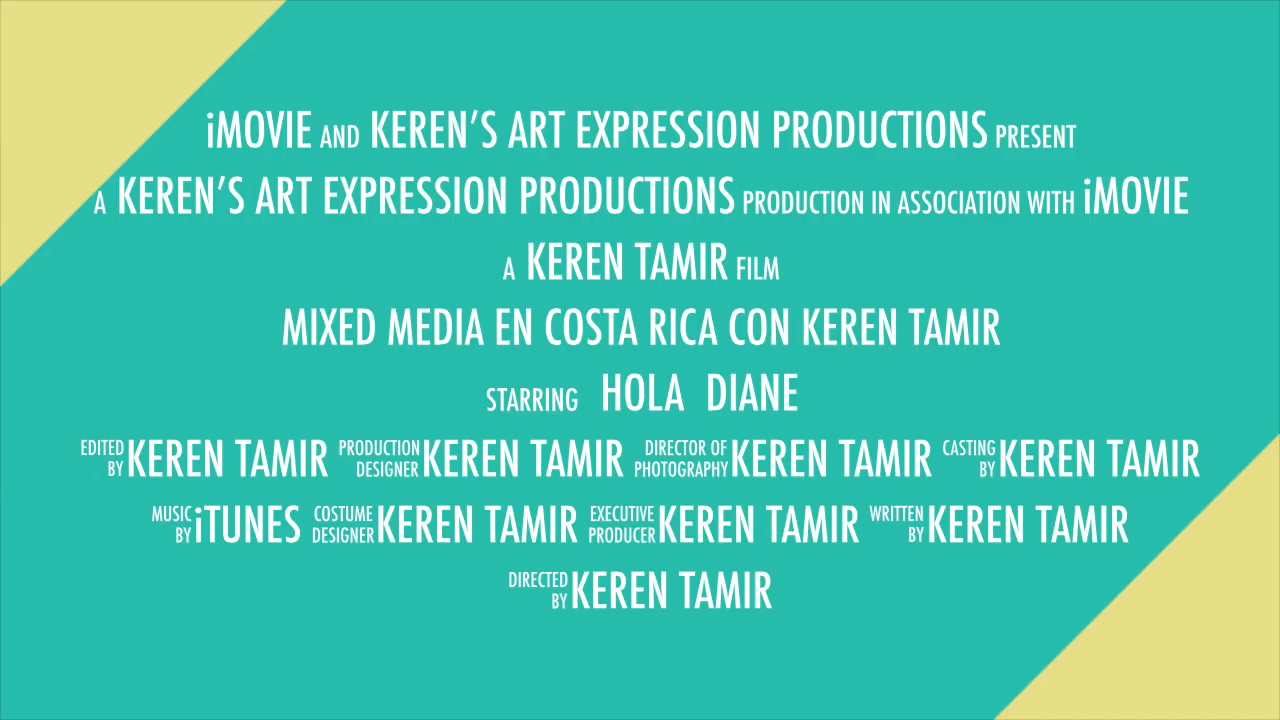 iMOVIE AND KEREN'S ART EXPRESSION PRODUCTIONS PRESENT
A KEREN'S ART EXPRESSION PRODUCTIONS PRODUCTION IN ASSOCIATION WITH iMOVIE
A KEREN TAMIR FILM
MIXED MEDIA EN COSTA RICA CON KEREN TAMIR
STARRING HOLA DIANE
EDITED BY KEREN TAMIR PRODUCTION DESIGNER KEREN TAMIR DIRECTOR OF PHOTOGRAPHY KEREN TAMIR CASTING BY KEREN TAMIR
MUSIC BY iTUNES COSTUME DESIGNER KEREN TAMIR EXECUTIVE PRODUCER KEREN TAMIR WRITTEN BY KEREN TAMIR
DIRECTED BY KEREN TAMIR